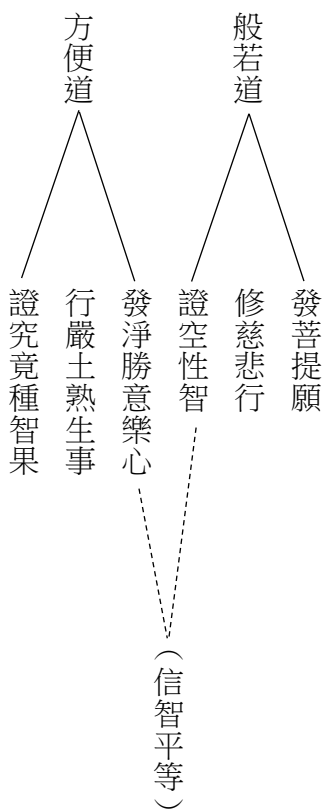 般若道
發菩提願
修慈悲行
證空性智
方便道
發淨勝意樂心
行嚴土熟生事
證究竟種智果
（信智平等）